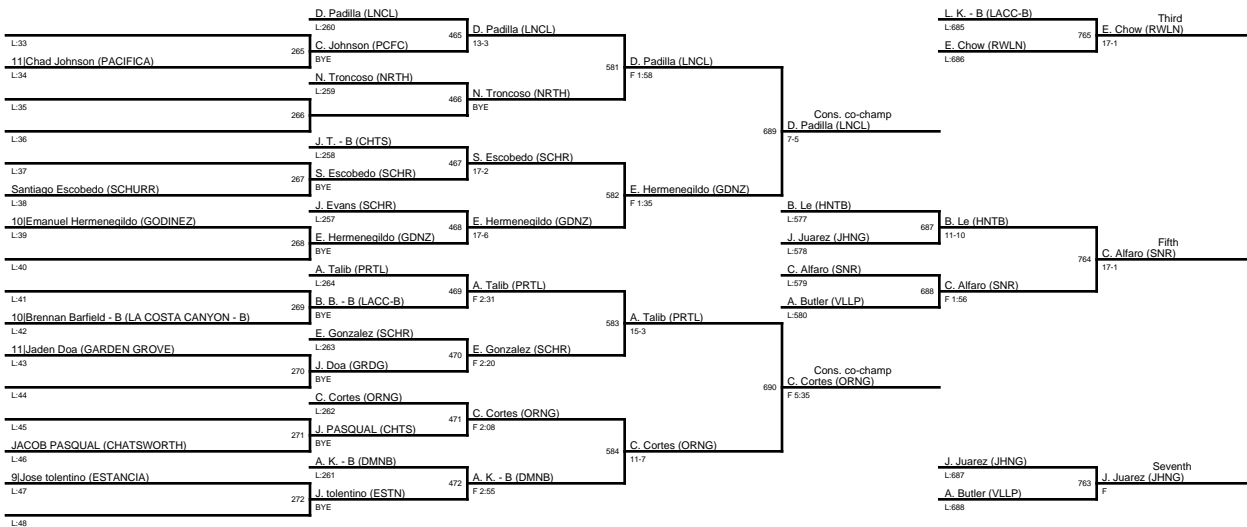 L:33
11|Chad Johnson (PACIFICA)
L:34
L:35
L:36
L:37
Santiago Escobedo (SCHURR)
L:38
10|Emanuel Hermenegildo (GODINEZ)
L:39
L:40
L:41
10|Brennan Barfield - B (LA COSTA CANYON - B)
L:42
11|Jaden Doa (GARDEN GROVE)
L:43
L:44
L:45
JACOB PASQUAL (CHATSWORTH)
L:46
9|Jose tolentino (ESTANCIA)
L:47
L:48
265
266
267
268
269
270
271
272
D. Padilla (LNCL)
L:260
C. Johnson (PCFC)
BYE
N. Troncoso (NRTH)
L:259
J. T. - B (CHTS)
L:258
S. Escobedo (SCHR)
BYE
J. Evans (SCHR)
L:257
E. Hermenegildo (GDNZ)
BYE
A. Talib (PRTL)
L:264
B. B. - B (LACC-B)
BYE
E. Gonzalez (SCHR)
L:263
J. Doa (GRDG)
BYE
C. Cortes (ORNG)
L:262
J. PASQUAL (CHTS)
BYE
A. K. - B (DMNB)
L:261
J. tolentino (ESTN)
BYE
465
466
467
468
469
470
471
472
D. Padilla (LNCL)
13-3
N. Troncoso (NRTH)
BYE
S. Escobedo (SCHR)
17-2
E. Hermenegildo (GDNZ)
17-6
A. Talib (PRTL)
F 2:31
E. Gonzalez (SCHR)
F 2:20
C. Cortes (ORNG)
F 2:08
A. K. - B (DMNB)
F 2:55
581
582
583
584
D. Padilla (LNCL)
F 1:58
E. Hermenegildo (GDNZ)
F 1:35
A. Talib (PRTL)
15-3
C. Cortes (ORNG)
11-7
689
690
Cons. co-champ
D. Padilla (LNCL)
7-5
B. Le (HNTB)
L:577
J. Juarez (JHNG)
L:578
C. Alfaro (SNR)
L:579
A. Butler (VLLP)
L:580
Cons. co-champ
C. Cortes (ORNG)
F 5:35
L. K. - B (LACC-B)
L:685
E. Chow (RWLN)
L:686
765
Third
E. Chow (RWLN)
17-1
687
B. Le (HNTB)
11-10
688
C. Alfaro (SNR)
F 1:56
764
Fifth
C. Alfaro (SNR)
17-1
J. Juarez (JHNG)
L:687
A. Butler (VLLP)
L:688
763
Seventh
J. Juarez (JHNG)
F